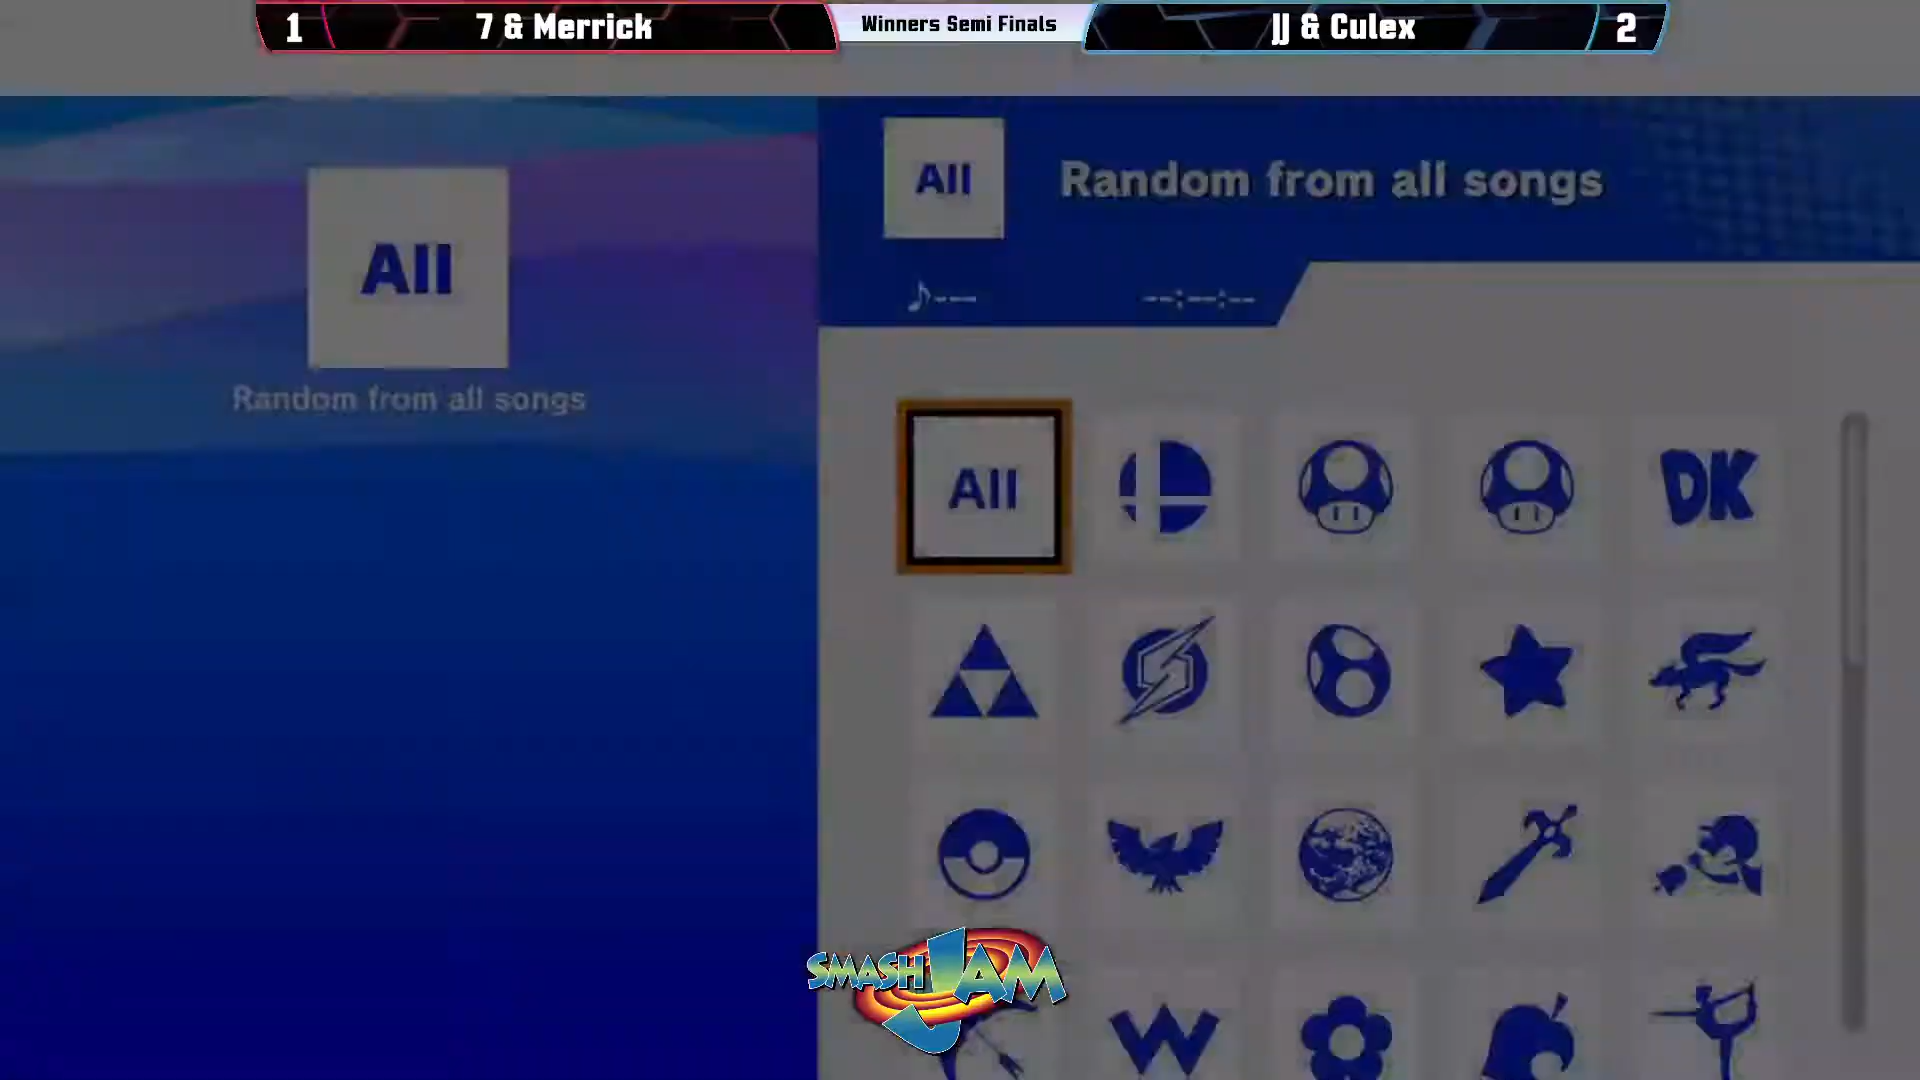 1 7 & Merrick Winners Semi Finals JJ & Culex 2
All
Random from all songs
All
Random from all songs
♪--- --:--:--
All
DK
SMASH JAM
W